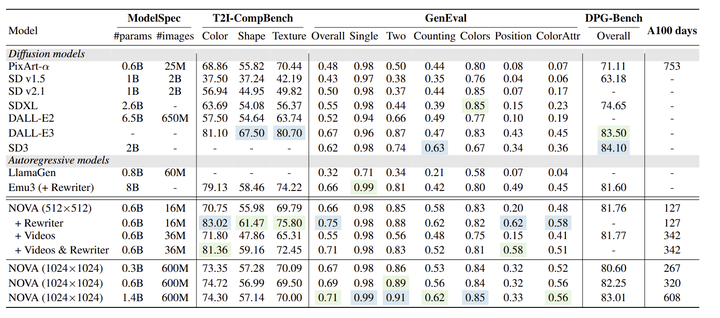 Model ModelSpec T2I-CompBench GenEval DPG-Bench A100 days
#params #images Color Shape Texture Overall Single Two Counting Colors Position ColorAttr Overall
Diffusion models
PixArt-α 0.6B 25M 68.86 55.82 70.44 0.48 0.98 0.50 0.44 0.80 0.08 0.07 71.11 753
SD v1.5 1B 2B 37.50 37.24 42.19 0.43 0.97 0.38 0.35 0.76 0.04 0.06 63.18 -
SD v2.1 1B 2B 56.94 44.95 49.82 0.50 0.98 0.37 0.44 0.85 0.07 0.17 - -
SDXL 2.6B - 63.69 54.08 56.37 0.55 0.98 0.44 0.39 0.85 0.15 0.23 74.65 -
DALL-E2 6.5B 650M 57.50 54.64 63.74 0.52 0.94 0.66 0.49 0.77 0.10 0.19 - -
DALL-E3 - - 81.10 67.50 80.70 0.67 0.96 0.87 0.47 0.83 0.43 0.45 83.50 -
SD3 2B - - - - 0.62 0.98 0.74 0.63 0.67 0.34 0.36 84.10 -
Autoregressive models
LlamaGen 0.8B 60M - - - 0.32 0.71 0.34 0.21 0.58 0.07 0.04 - -
Emu3 (+ Rewriter) 8B - 79.13 58.46 74.22 0.66 0.99 0.81 0.42 0.80 0.49 0.45 81.60 -
NOVA (512×512) 0.6B 16M 70.75 55.98 69.79 0.66 0.98 0.85 0.58 0.83 0.20 0.48 81.76 127
+ Rewriter 0.6B 16M 83.02 61.47 75.80 0.75 0.98 0.88 0.62 0.82 0.62 0.58 - 127
+ Videos 0.6B 36M 71.80 47.86 65.31 0.55 0.98 0.56 0.48 0.75 0.15 0.41 81.77 342
+ Videos & Rewriter 0.6B 36M 81.36 59.16 72.45 0.71 0.98 0.83 0.52 0.81 0.58 0.51 - 342
NOVA (1024×1024) 0.3B 600M 73.35 57.28 70.09 0.67 0.98 0.86 0.53 0.84 0.32 0.52 80.60 267
NOVA (1024×1024) 0.6B 600M 74.72 56.99 69.50 0.69 0.98 0.89 0.56 0.84 0.32 0.56 82.25 320
NOVA (1024×1024) 1.4B 600M 74.30 57.14 70.00 0.71 0.99 0.91 0.62 0.85 0.33 0.56 83.01 608